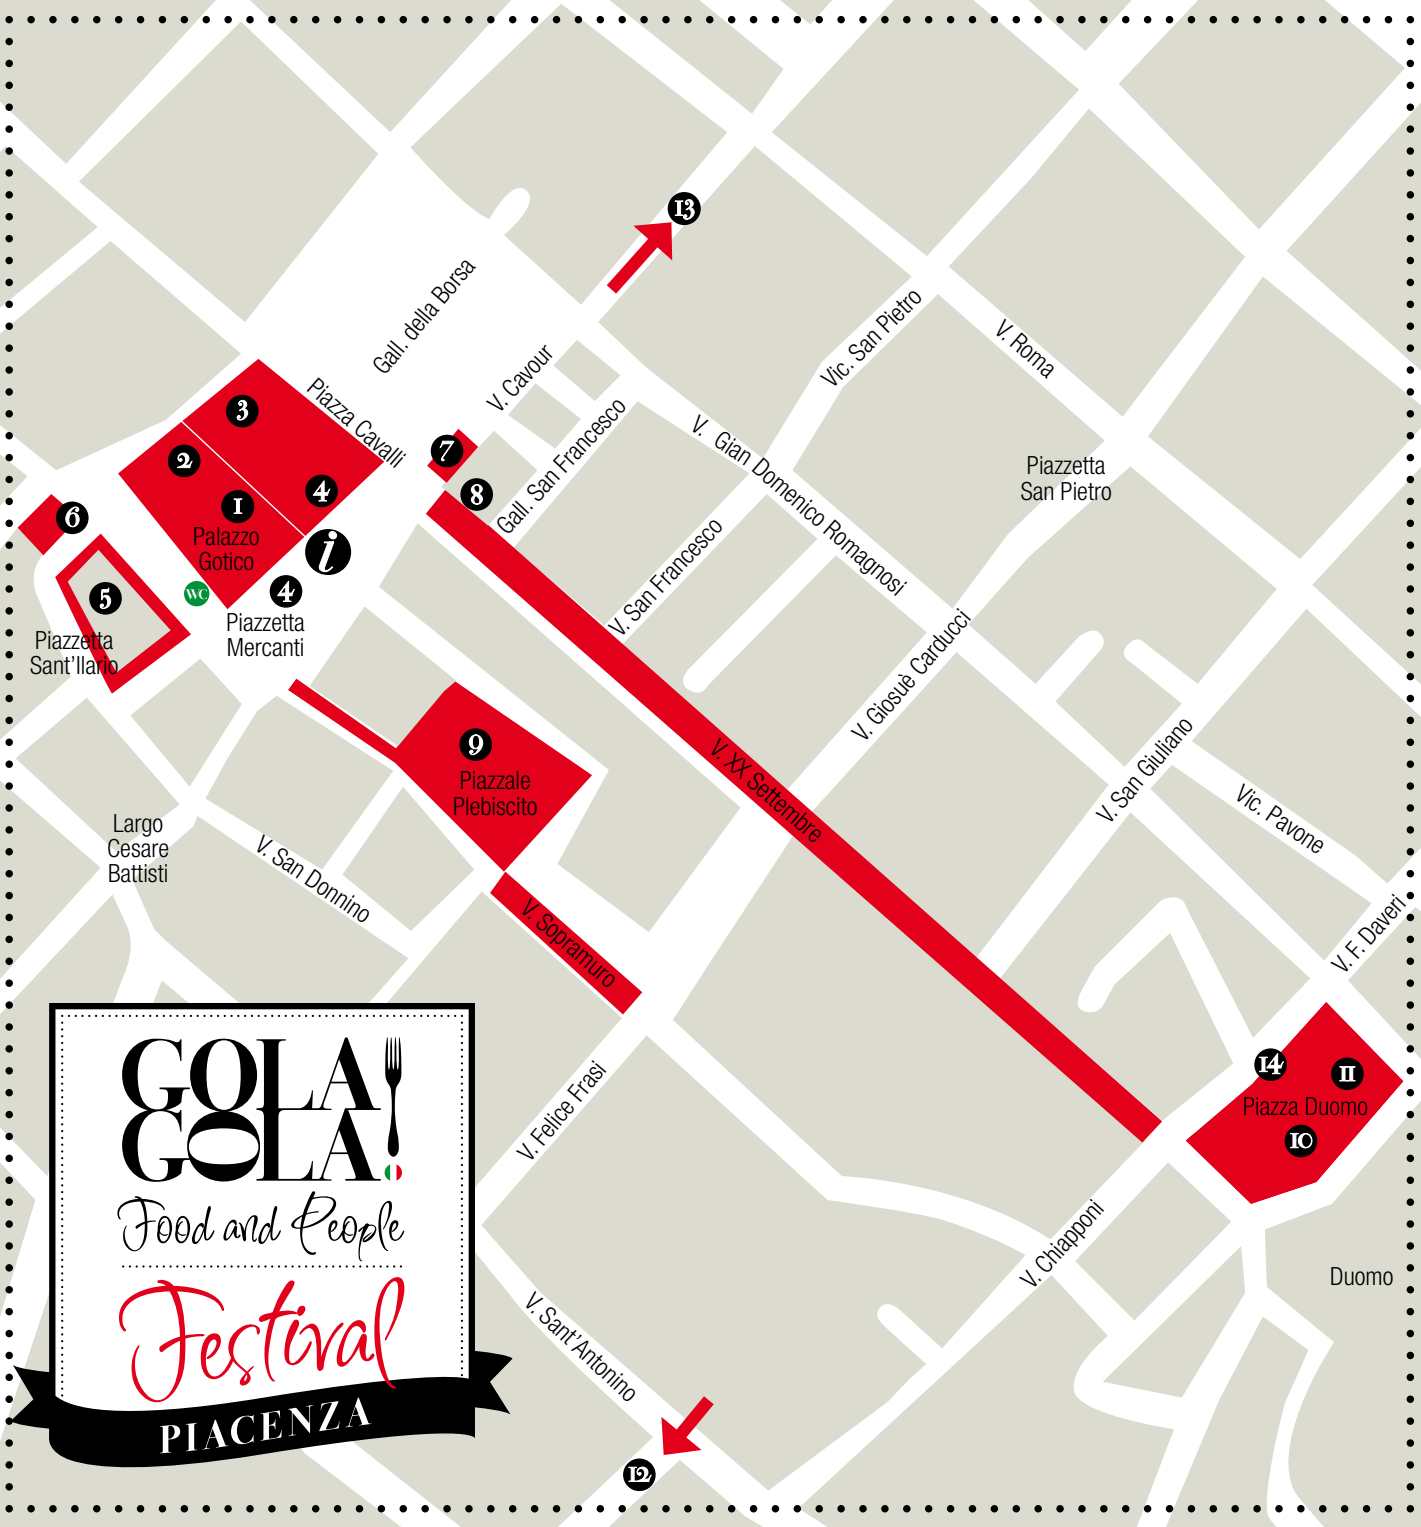 13
Gall. della Borsa
V. Cavour
Vic. San Pietro
V. Roma
3
Piazza Cavalli
2
7
4
8
Gall. San Francesco
V. Gian Domenico Romagnosi
Piazzetta
San Pietro
6
1
Palazzo
Gotico
i
5
WC
4
Piazzetta
Mercanti
Piazzetta
Sant'Ilario
V. San Francesco
V. Giosuè Carducci
9
Piazzale
Plebiscito
V. XX Settembre
V. San Giuliano
Vic. Pavone
Largo
Cesare
Battisti
V. San Donnino
V. Sopramuro
V. F. Daveri
14
11
Piazza Duomo
10
V. Felice Frasi
V. Chiapponi
Duomo
V. Sant'Antonino
12
GOLA
GOLA!
Food and People
Festival
PIACENZA